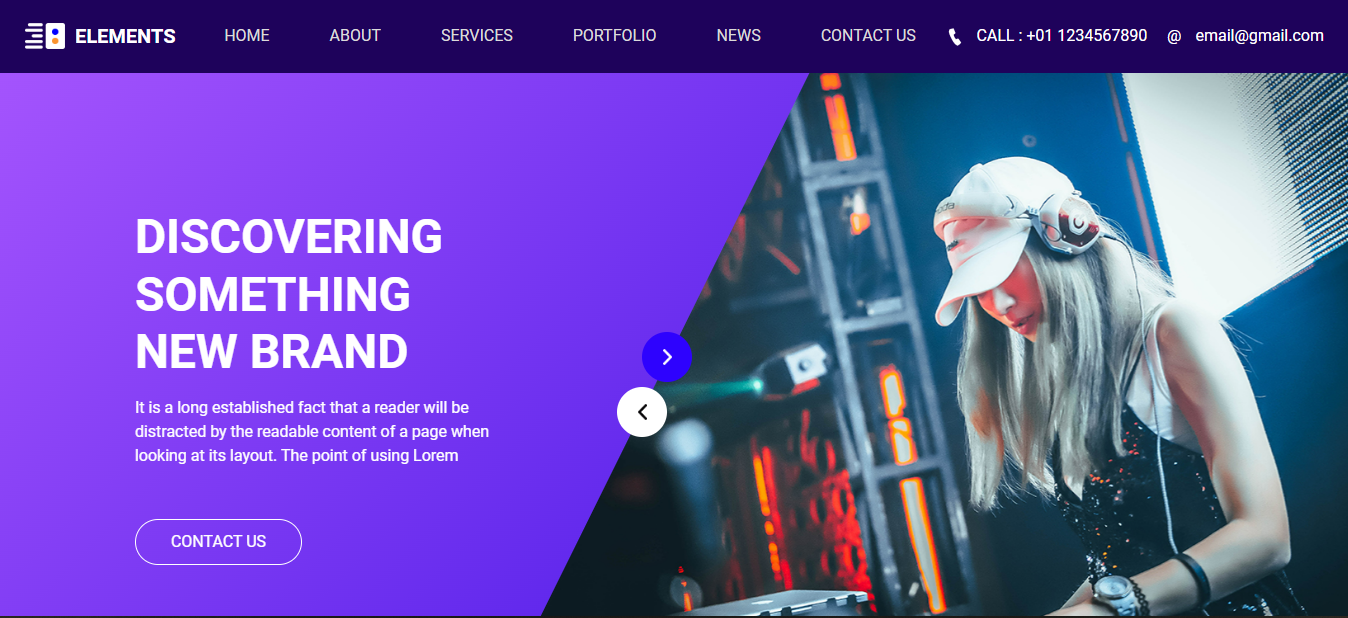 ELEMENTS
HOME ABOUT SERVICES PORTFOLIO NEWS CONTACT US CALL : +01 1234567890 @ email@gmail.com
DISCOVERING
SOMETHING
NEW BRAND
It is a long established fact that a reader will be
distracted by the readable content of a page when
looking at its layout. The point of using Lorem
CONTACT US